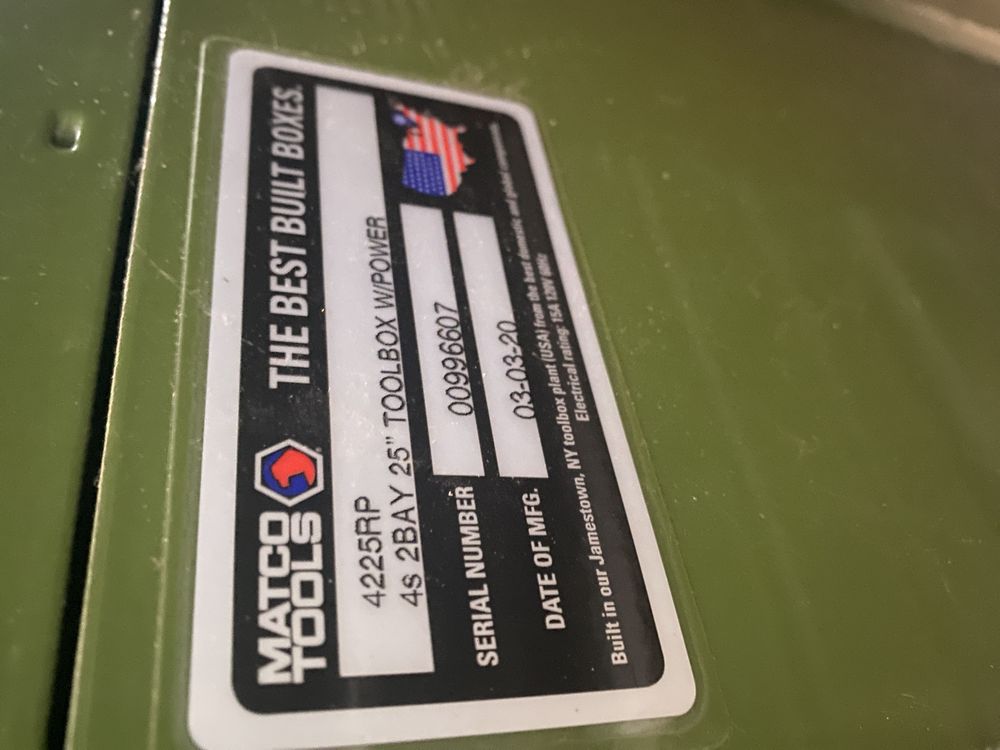 MATCO TOOLS
THE BEST BUILT BOXES.
4225RP
4s 2BAY 25" TOOLBOX W/POWER
SERIAL NUMBER 00996607
DATE OF MFG. 03-03-20
Built in our Jamestown, NY toolbox plant (USA) from the best domestic and global components.
Electrical rating: 15A 120V 60Hz